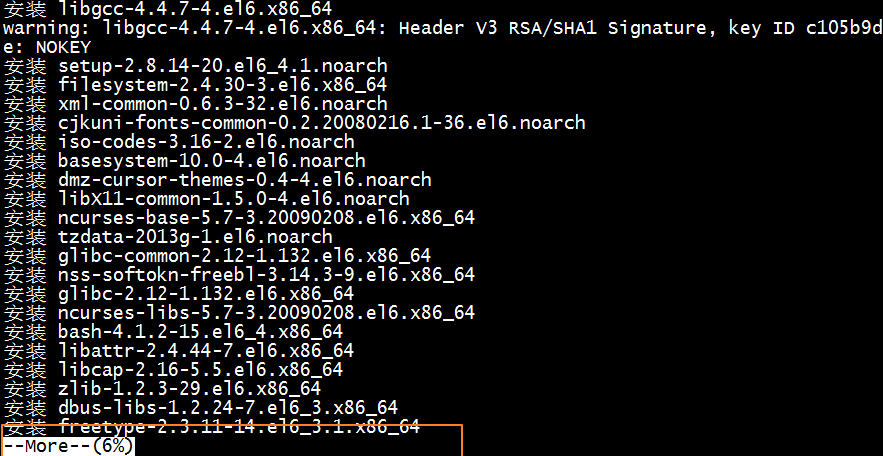 安装 libgcc-4.4.7-4.el6.x86_64
warning: libgcc-4.4.7-4.el6.x86_64: Header V3 RSA/SHA1 Signature, key ID c105b9d
e: NOKEY
安装 setup-2.8.14-20.el6_4.1.noarch
安装 filesystem-2.4.30-3.el6.x86_64
安装 xml-common-0.6.3-32.el6.noarch
安装 cjkuni-fonts-common-0.2.20080216.1-36.el6.noarch
安装 iso-codes-3.16-2.el6.noarch
安装 basesystem-10.0-4.el6.noarch
安装 dmz-cursor-themes-0.4-4.el6.noarch
安装 libX11-common-1.5.0-4.el6.noarch
安装 ncurses-base-5.7-3.20090208.el6.x86_64
安装 tzdata-2013g-1.el6.noarch
安装 glibc-common-2.12-1.132.el6.x86_64
安装 nss-softokn-freebl-3.14.3-9.el6.x86_64
安装 glibc-2.12-1.132.el6.x86_64
安装 ncurses-libs-5.7-3.20090208.el6.x86_64
安装 bash-4.1.2-15.el6_4.x86_64
安装 libattr-2.4.44-7.el6.x86_64
安装 libcap-2.16-5.5.el6.x86_64
安装 zlib-1.2.3-29.el6.x86_64
安装 dbus-libs-1.2.24-7.el6_3.x86_64
安装 freetype-2.3.11-14.el6_3.1.x86_64
--More--(6%)